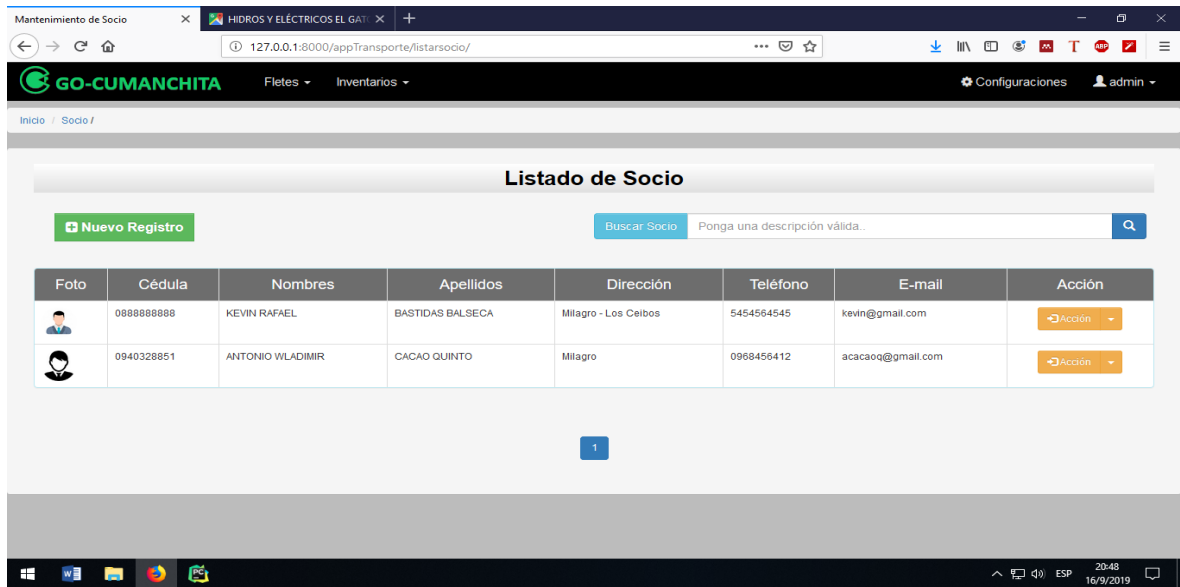 Mantenimiento de Socio
HIDROS Y ELÉCTRICOS EL GAT
127.0.0.1:8000/appTransporte/listarsocio/
T
ABP
GO-CUMANCHITA
Fletes
Inventarios
Configuraciones
admin
Inicio / Socio /
Listado de Socio
Nuevo Registro
Buscar Socio
Ponga una descripción válida..
Foto Cédula Nombres Apellidos Dirección Teléfono E-mail Acción
0888888888 KEVIN RAFAEL BASTIDAS BALSECA Milagro - Los Ceibos 5454564545 kevin@gmail.com Acción
0940328851 ANTONIO WLADIMIR CACAO QUINTO Milagro 0968456412 acacaoq@gmail.com Acción
1
W
PC
ESP
20:48
16/9/2019